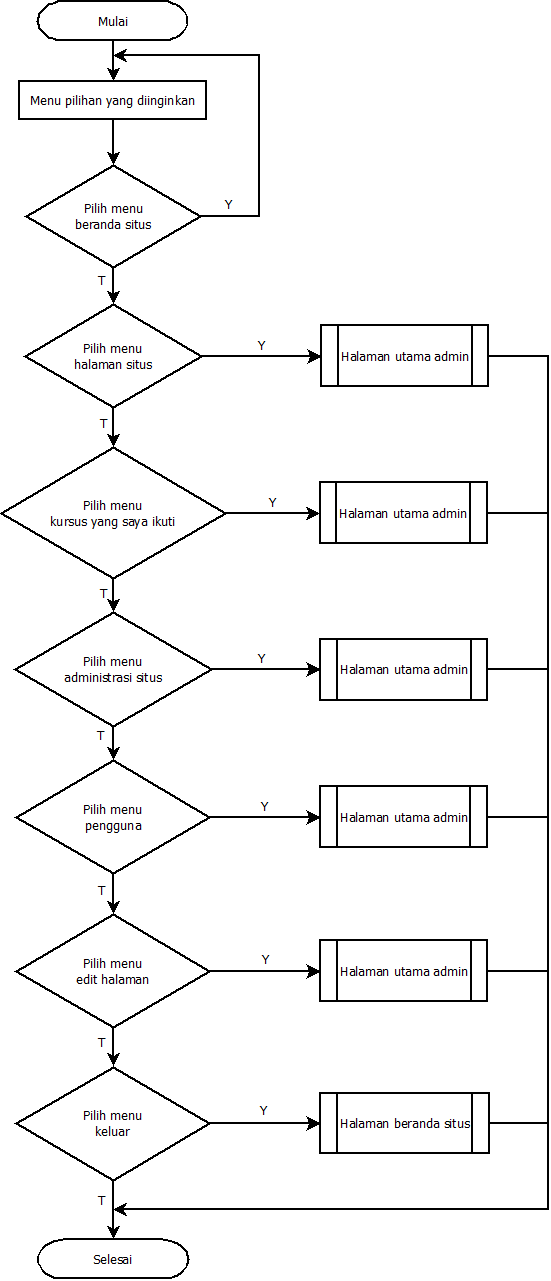 Mulai
Menu pilihan yang diinginkan
Pilih menu
beranda situs
Y
T
Pilih menu
halaman situs
Y
Halaman utama admin
T
Pilih menu
kursus yang saya ikuti
Y
Halaman utama admin
T
Pilih menu
administrasi situs
Y
Halaman utama admin
T
Pilih menu
pengguna
Y
Halaman utama admin
T
Pilih menu
edit halaman
Y
Halaman utama admin
T
Pilih menu
keluar
Y
Halaman beranda situs
T
Selesai